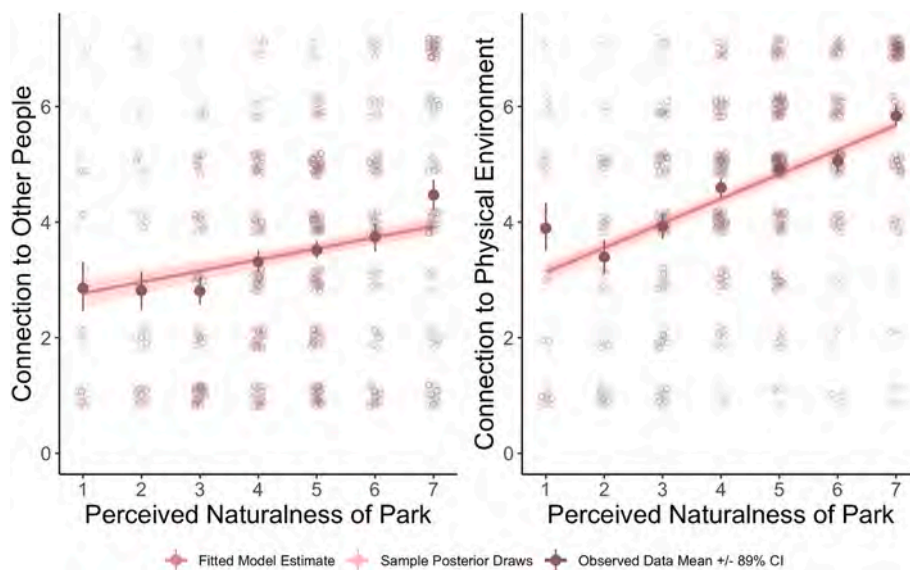 Connection to Other People
6
4
2
0
1 2 3 4 5 6 7
Perceived Naturalness of Park
Connection to Physical Environment
6
4
2
0
1 2 3 4 5 6 7
Perceived Naturalness of Park
Fitted Model Estimate Sample Posterior Draws Observed Data Mean +/- 89% CI